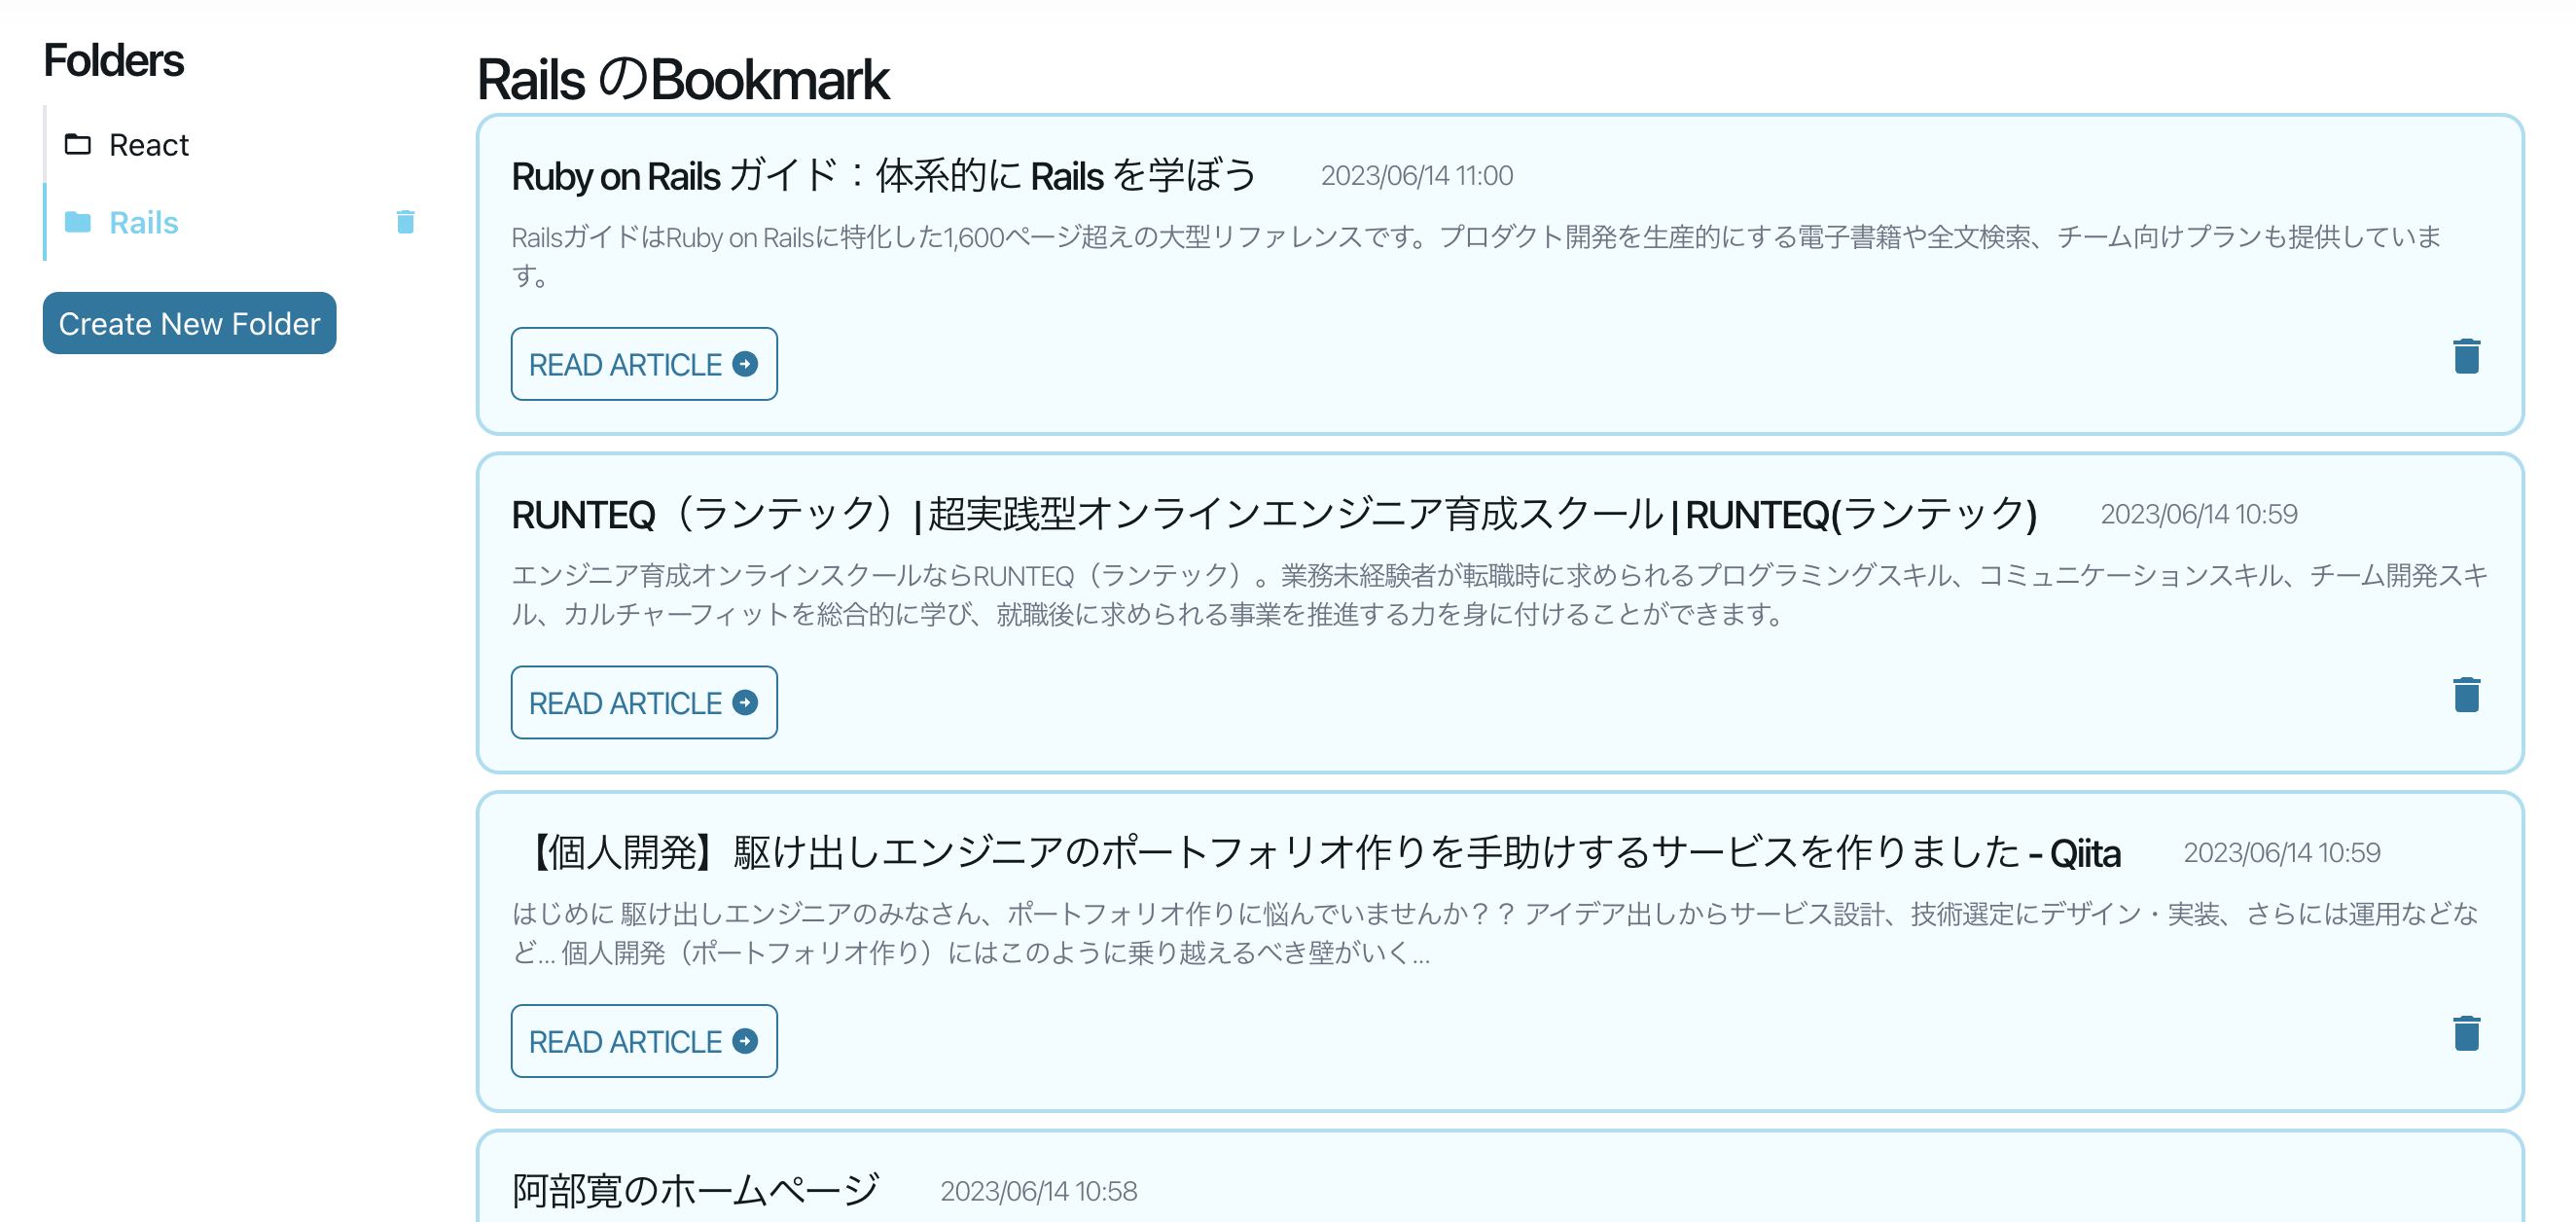 Folders
React
Rails
Create New Folder
Rails のBookmark
Ruby on Rails ガイド：体系的に Rails を学ぼう 2023/06/14 11:00
RailsガイドはRuby on Railsに特化した1,600ページ超えの大型リファレンスです。プロダクト開発を生産的にする電子書籍や全文検索、チーム向けプランも提供していま
す。
READ ARTICLE
RUNTEQ（ランテック）| 超実践型オンラインエンジニア育成スクール | RUNTEQ(ランテック) 2023/06/14 10:59
エンジニア育成オンラインスクールならRUNTEQ（ランテック）。業務未経験者が転職時に求められるプログラミングスキル、コミュニケーションスキル、チーム開発スキ
ル、カルチャーフィットを総合的に学び、就職後に求められる事業を推進する力を身に付けることができます。
READ ARTICLE
【個人開発】駆け出しエンジニアのポートフォリオ作りを手助けするサービスを作りました - Qiita 2023/06/14 10:59
はじめに 駆け出しエンジニアのみなさん、ポートフォリオ作りに悩んでいませんか？？ アイデア出しからサービス設計、技術選定にデザイン・実装、さらには運用などな
ど... 個人開発（ポートフォリオ作り）にはこのように乗り越えるべき壁がいく...
READ ARTICLE
阿部寛のホームページ 2023/06/14 10:58